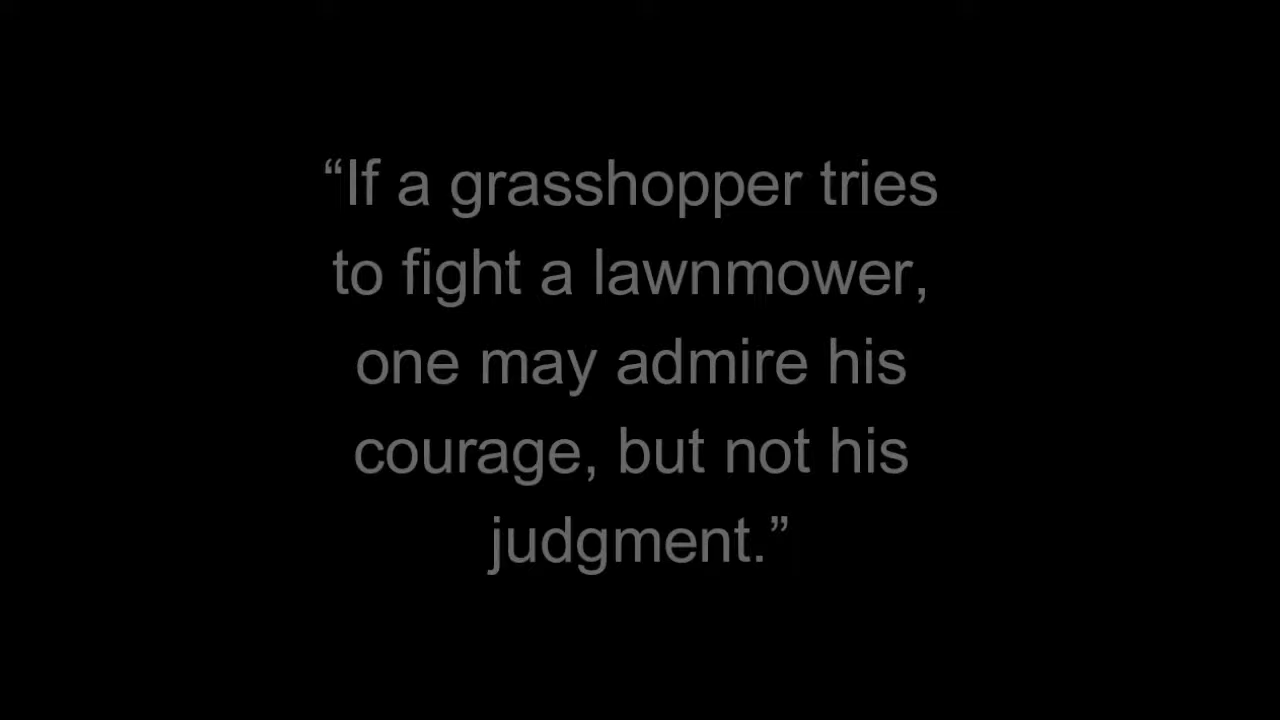 “If a grasshopper tries
to fight a lawnmower,
one may admire his
courage, but not his
judgment.”